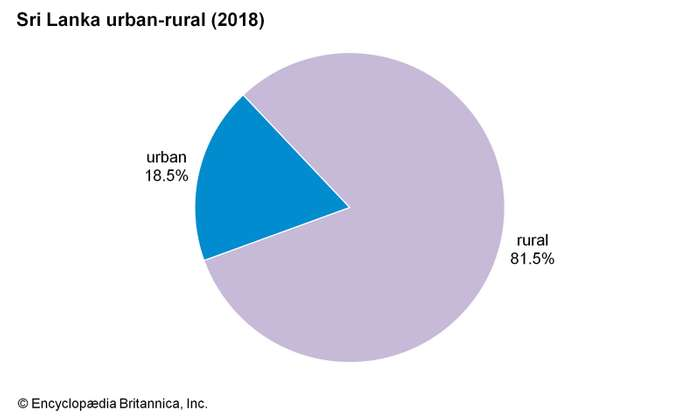 Sri Lanka urban-rural (2018)
urban
18.5%
rural
81.5%
© Encyclopædia Britannica, Inc.